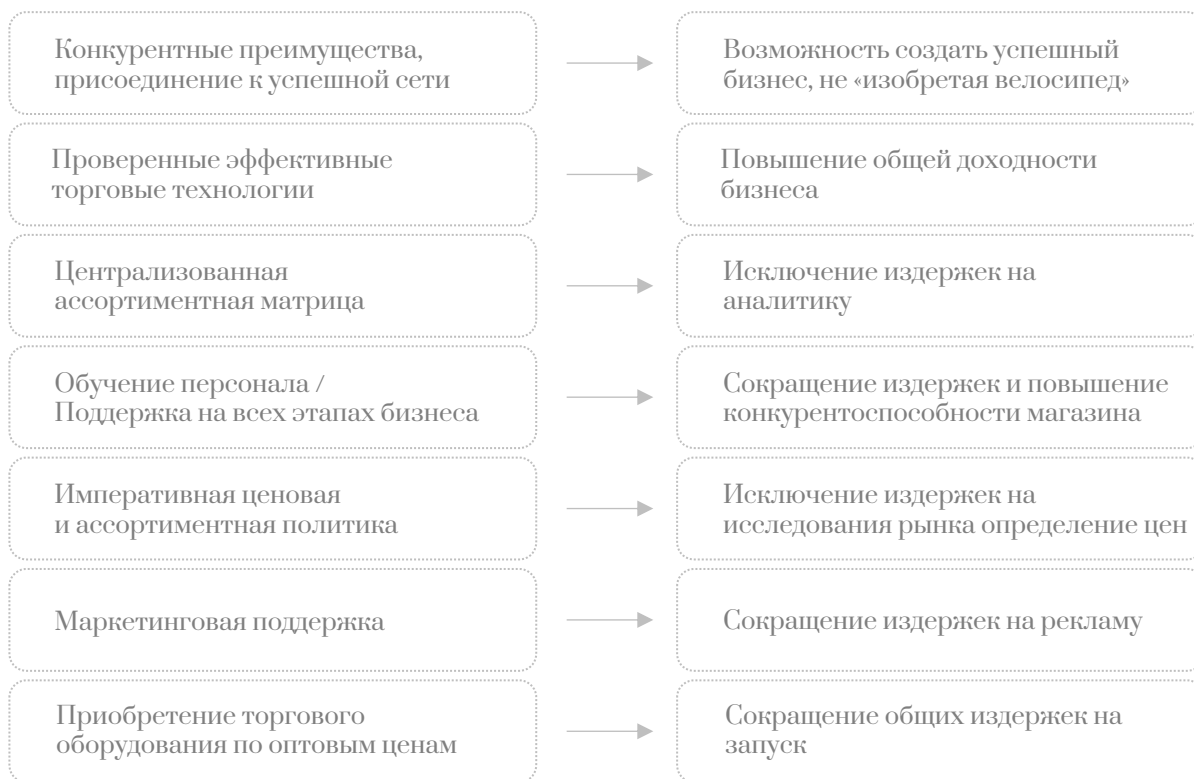 Конкурентные преимущества,
присоединение к успешной сети
Возможность создать успешный
бизнес, не «изобретая велосипед»
Проверенные эффективные
торговые технологии
Повышение общей доходности
бизнеса
Централизованная
ассортиментная матрица
Исключение издержек на
аналитику
Обучение персонала /
Поддержка на всех этапах бизнеса
Сокращение издержек и повышение
конкурентоспособности магазина
Императивная ценовая
и ассортиментная политика
Исключение издержек на
исследования рынка определение цен
Маркетинговая поддержка
Сокращение издержек на рекламу
Приобретение торгового
оборудования по оптовым ценам
Сокращение общих издержек на
запуск